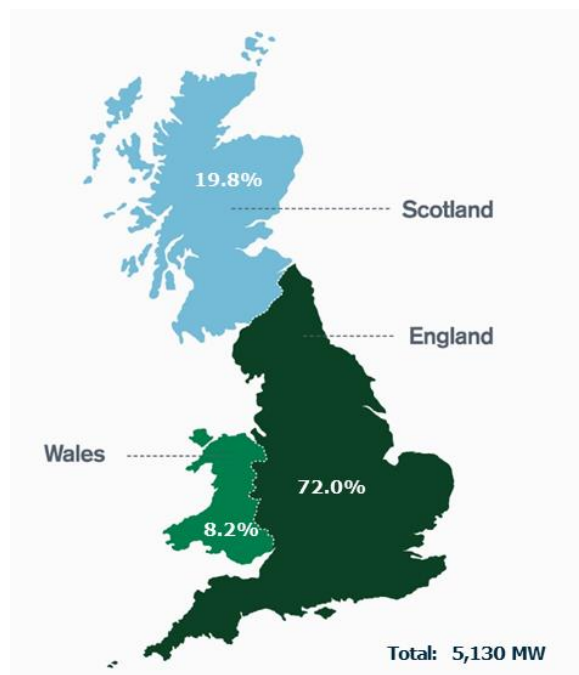 19.8%
Scotland
England
Wales
72.0%
8.2%
Total: 5,130 MW